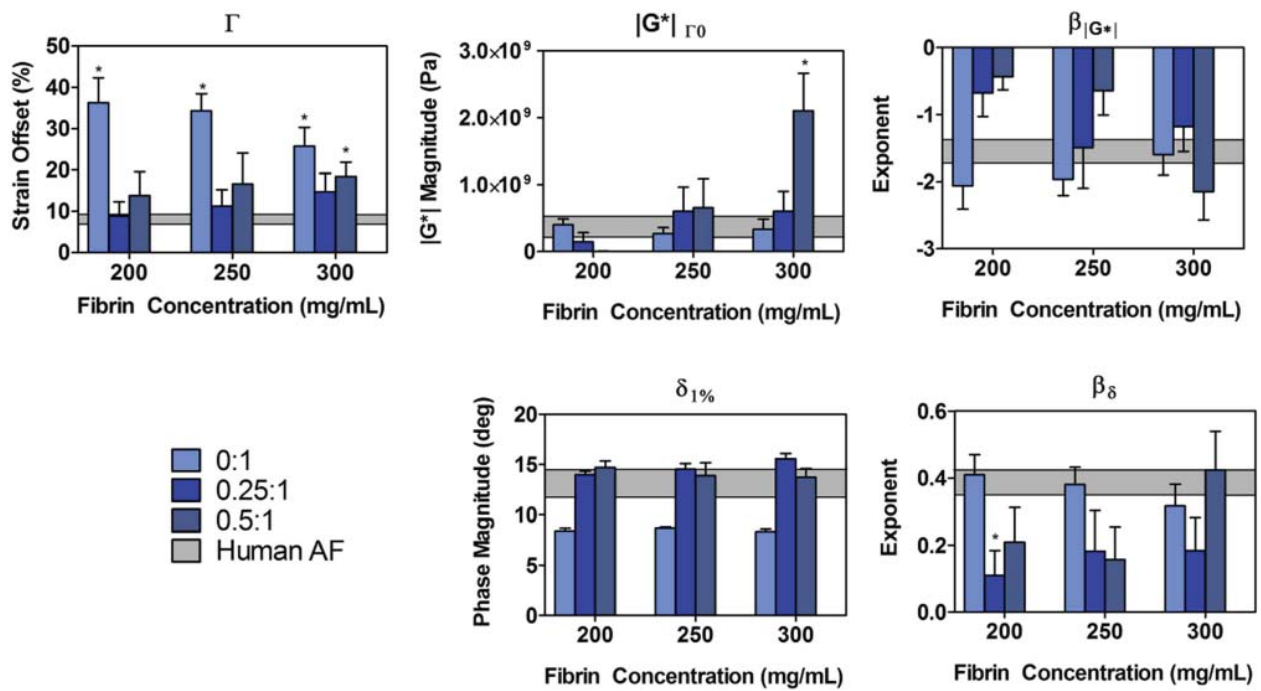 Γ
50
40
30
20
10
0
Strain Offset (%)
*
*
*
*
200 250 300
Fibrin Concentration (mg/mL)
|G*| Γ0
3.0×10⁹
2.0×10⁹
1.0×10⁹
0
|G*| Magnitude (Pa)
*
200 250 300
Fibrin Concentration (mg/mL)
β|G*|
0
-1
-2
-3
Exponent
200 250 300
Fibrin Concentration (mg/mL)
0:1
0.25:1
0.5:1
Human AF
δ1%
20
15
10
5
0
Phase Magnitude (deg)
200 250 300
Fibrin Concentration (mg/mL)
βδ
0.6
0.4
0.2
0.0
Exponent
*
200 250 300
Fibrin Concentration (mg/mL)